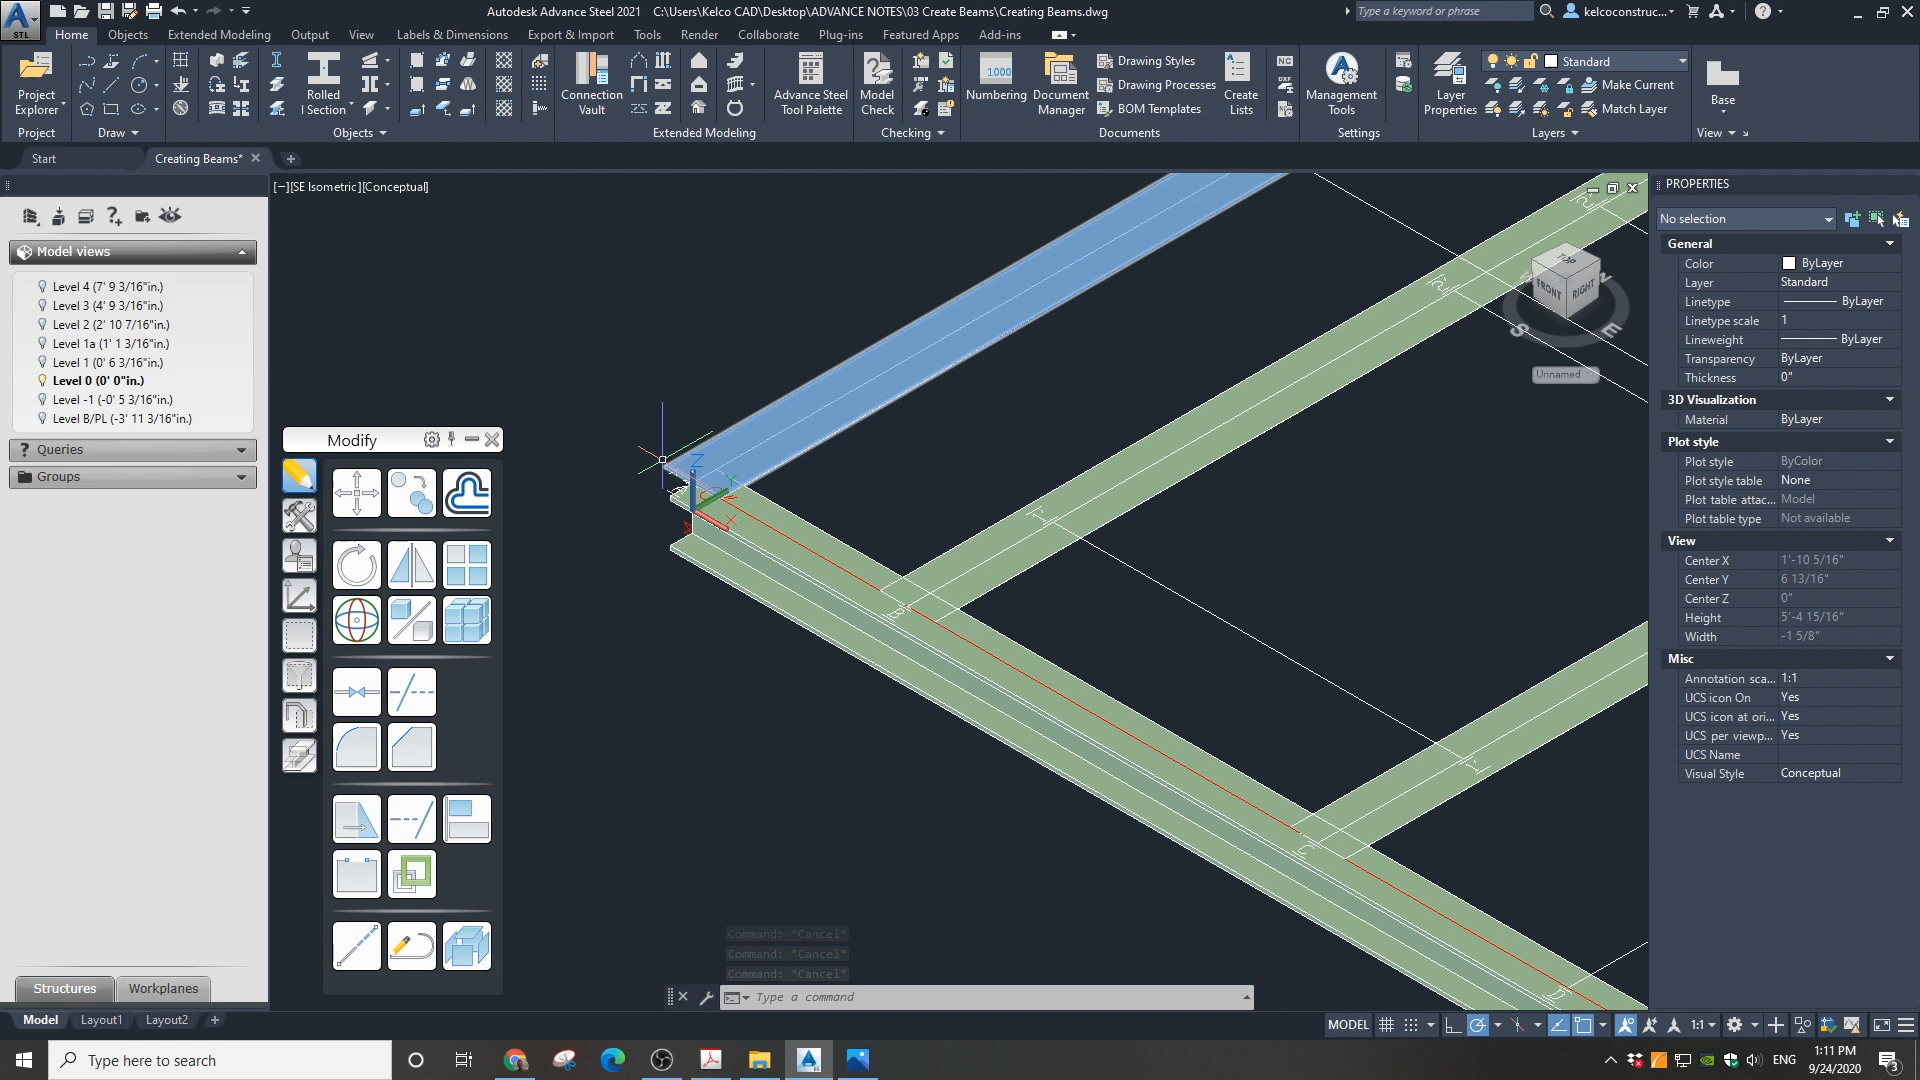 Autodesk Advance Steel 2021 C:\Users\Kelco CAD\Desktop\ADVANCE NOTES\03 Create Beams\Creating Beams.dwg
Type a keyword or phrase
kelcoconstruc...
STL
Home Objects Extended Modeling Output View Labels & Dimensions Export & Import Tools Render Collaborate Plug-ins Featured Apps Add-ins
Project Explorer
Rolled I Section
Connection Vault
Advance Steel Tool Palette
Model Check
1000
Numbering
Document Manager
Drawing Styles
Drawing Processes
BOM Templates
Create Lists
NC
DXF
Management Tools
Layer Properties
Standard
Make Current
Match Layer
Base
Project Draw Objects Extended Modeling Checking Documents Settings Layers View
Start Creating Beams*
[−][SE Isometric][Conceptual]
Model views
Level 4 (7' 9 3/16"in.)
Level 3 (4' 9 3/16"in.)
Level 2 (2' 10 7/16"in.)
Level 1a (1' 1 3/16"in.)
Level 1 (0' 6 3/16"in.)
Level 0 (0' 0"in.)
Level -1 (-0' 5 3/16"in.)
Level B/PL (-3' 11 3/16"in.)
Queries
Groups
Structures Workplanes
Modify
Z
Y
X
B
C
D
TOP
FRONT
RIGHT
S
E
Unnamed
PROPERTIES
No selection
General
Color ByLayer
Layer Standard
Linetype ByLayer
Linetype scale 1
Lineweight ByLayer
Transparency ByLayer
Thickness 0"
3D Visualization
Material ByLayer
Plot style
Plot style ByColor
Plot style table None
Plot table attac... Model
Plot table type Not available
View
Center X 1'-10 5/16"
Center Y 6 13/16"
Center Z 0"
Height 5'-4 15/16"
Width -1 5/8"
Misc
Annotation sca... 1:1
UCS icon On Yes
UCS icon at ori... Yes
UCS per viewp... Yes
UCS Name
Visual Style Conceptual
Command: *Cancel*
Command: *Cancel*
Command: *Cancel*
Type a command
Model Layout1 Layout2
MODEL
1:1
Type here to search
ENG
1:11 PM
9/24/2020
3